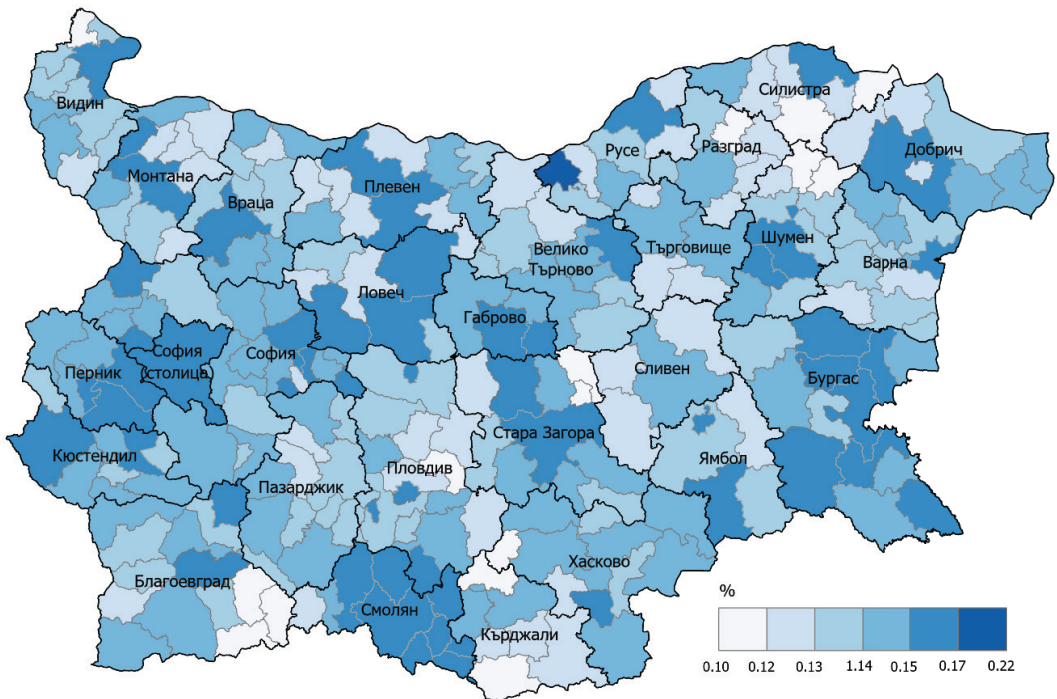 Видин
Монтана
Враца
Плевен
Ловеч
Велико
Търново
Габрово
Русе
Разград
Силистра
Добрич
Търговище
Шумен
Варна
София
(столица)
София
Перник
Кюстендил
Благоевград
Пазарджик
Пловдив
Смолян
Стара Загора
Сливен
Ямбол
Бургас
Хасково
Кърджали
%
0.10 0.12 0.13 1.14 0.15 0.17 0.22